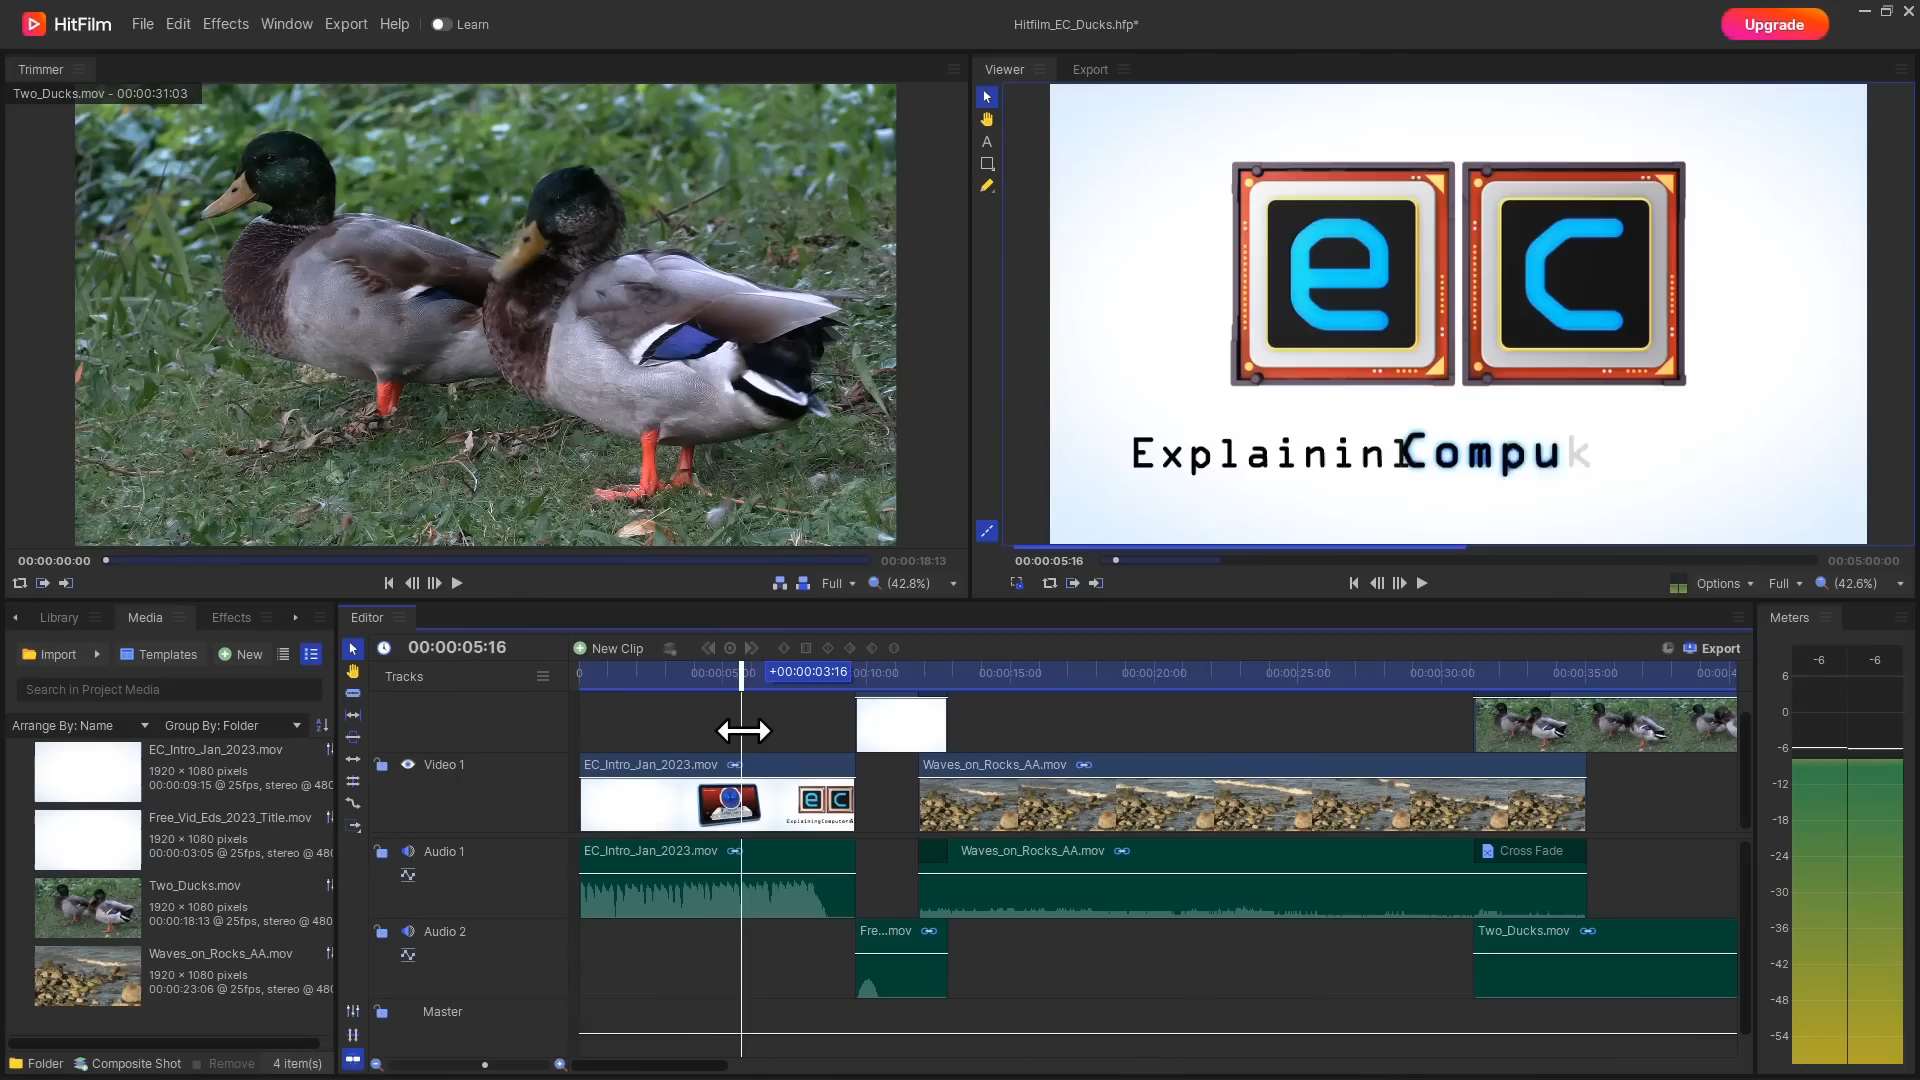 HitFilm File Edit Effects Window Export Help Learn Hitfilm_EC_Ducks.hfp* Upgrade
Trimmer
Two_Ducks.mov - 00:00:31:03
00:00:00:00 00:00:18:13
Full (42.8%)
Viewer Export
A
e c
ExplaininCompuk
00:00:05:16 00:05:00:00
Options Full (42.6%)
Library Media Effects
Import Templates New
Search in Project Media
Arrange By: Name Group By: Folder
EC_Intro_Jan_2023.mov
1920 × 1080 pixels
00:00:09:15 @ 25fps, stereo @ 480
Free_Vid_Eds_2023_Title.mov
1920 × 1080 pixels
00:00:03:05 @ 25fps, stereo @ 480
Two_Ducks.mov
1920 × 1080 pixels
00:00:18:13 @ 25fps, stereo @ 480
Waves_on_Rocks_AA.mov
1920 × 1080 pixels
00:00:23:06 @ 25fps, stereo @ 480
Folder Composite Shot Remove 4 item(s)
Editor
00:00:05:16 New Clip Export
Tracks
0 00:00:05:00 +00:00:03:16 00:10:00 00:00:15:00 00:00:20:00 00:00:25:00 00:00:30:00 00:00:35:00 00:00:4
Video 1 EC_Intro_Jan_2023.mov Waves_on_Rocks_AA.mov
Audio 1 EC_Intro_Jan_2023.mov Waves_on_Rocks_AA.mov Cross Fade
Audio 2 Fre...mov Two_Ducks.mov
Master
Meters
-6 -6
6
0
-6
-12
-18
-24
-30
-36
-42
-48
-54